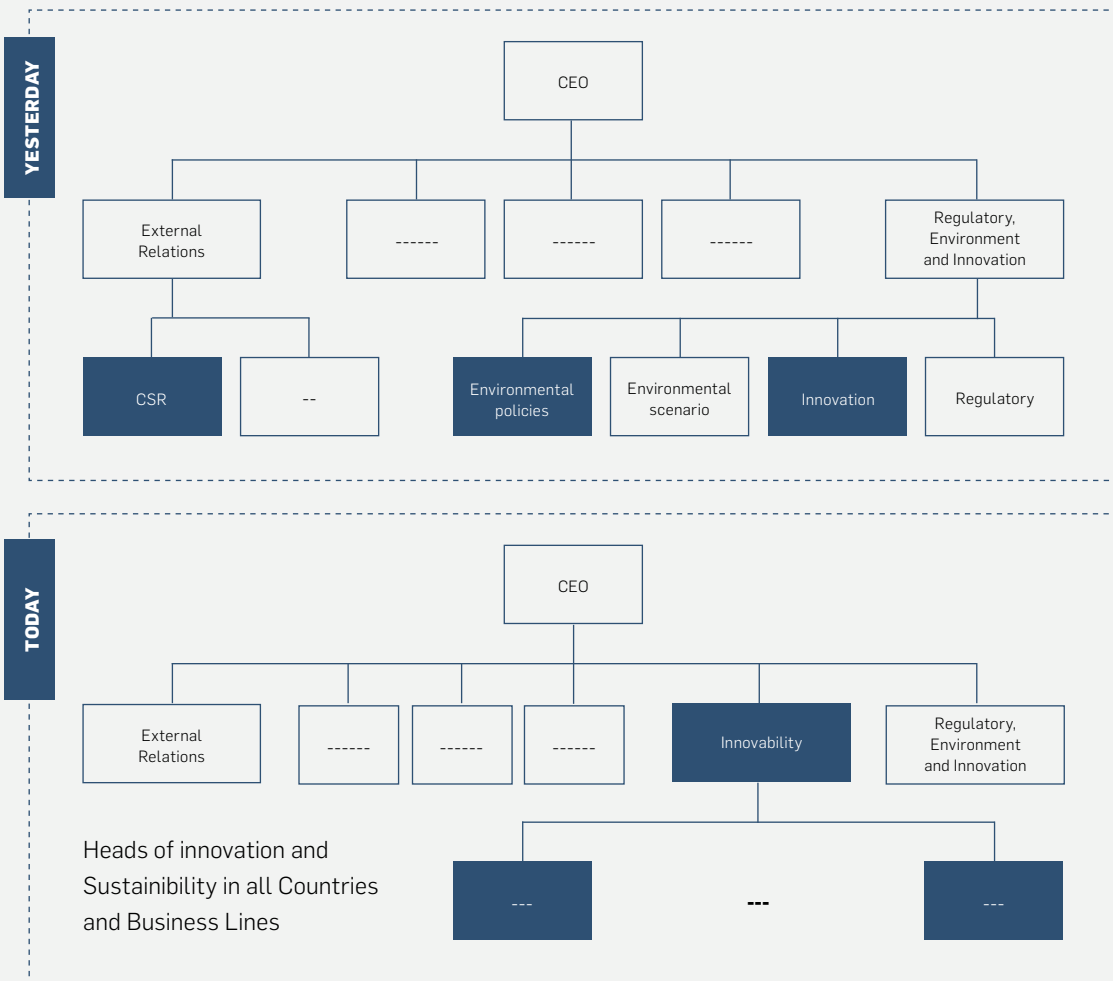 YESTERDAY
CEO
External
Relations
------
------
------
Regulatory,
Environment
and Innovation
CSR
--
Environmental
policies
Environmental
scenario
Innovation
Regulatory
TODAY
CEO
External
Relations
------
------
------
Innovability
Regulatory,
Environment
and Innovation
Heads of innovation and
Sustainibility in all Countries
and Business Lines
---
---
---